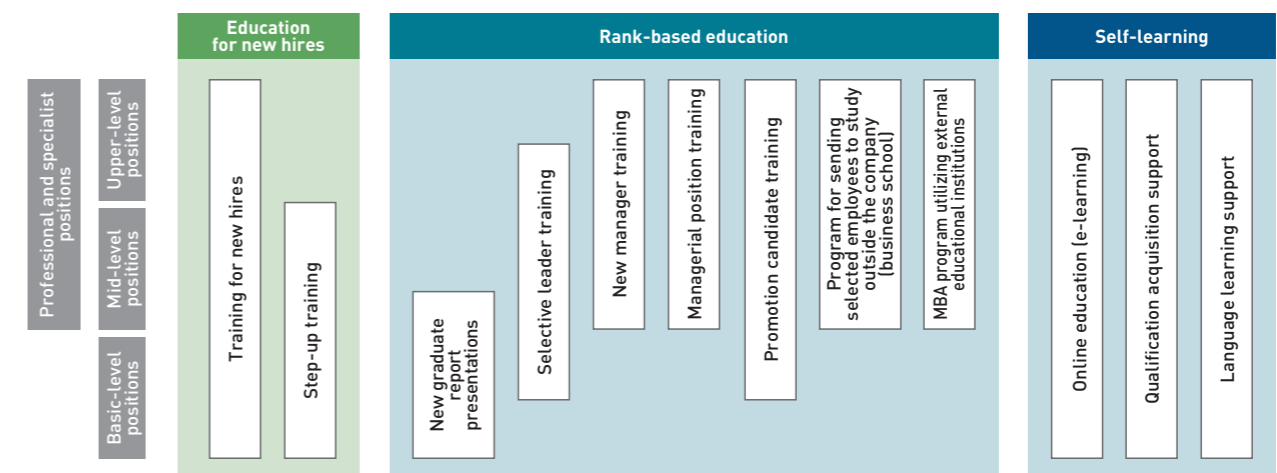 Education
for new hires
Rank-based education
Self-learning
Professional and specialist
positions
Upper-level
positions
Mid-level
positions
Basic-level
positions
Training for new hires
Step-up training
New graduate
report
presentations
Selective leader training
New manager training
Managerial position training
Promotion candidate training
Program for sending
selected employees to study
outside the company
(business school)
MBA program utilizing external
educational institutions
Online education (e-learning)
Qualification acquisition support
Language learning support